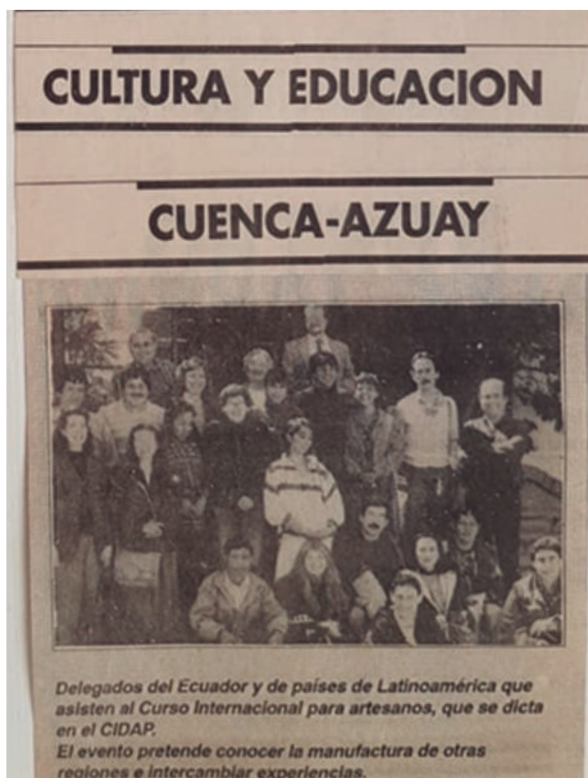 CULTURA Y EDUCACION
CUENCA-AZUAY
Delegados del Ecuador y de países de Latinoamérica que
asisten al Curso Internacional para artesanos, que se dicta
en el CIDAP.
El evento pretende conocer la manufactura de otras
regiones e intercambiar experiencias.